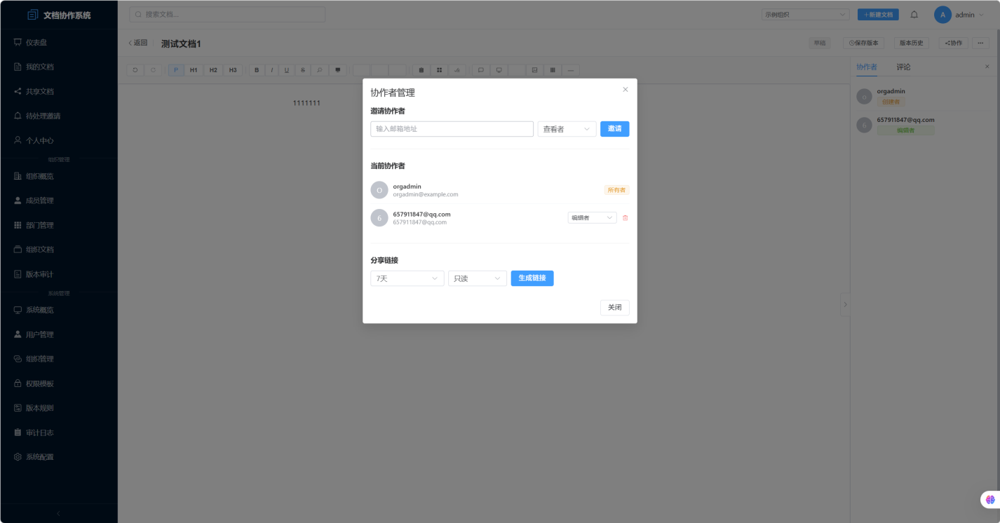 文档协作系统
搜索文档...
示例组织
+新建文档
A
admin
仪表盘
我的文档
共享文档
待处理邀请
个人中心
组织管理
组织概览
成员管理
部门管理
组织文档
版本审计
系统管理
系统概览
用户管理
组织管理
权限模板
版本规则
审计日志
系统配置
返回
测试文档1
草稿
保存版本
版本历史
协作
P
H1
H2
H3
B
I
U
S
1111111
协作者
评论
o
orgadmin
创建者
6
657911847@qq.com
编辑者
协作者管理
邀请协作者
输入邮箱地址
查看者
邀请
当前协作者
O
orgadmin
orgadmin@example.com
所有者
6
657911847@qq.com
657911847@qq.com
编辑者
分享链接
7天
只读
生成链接
关闭